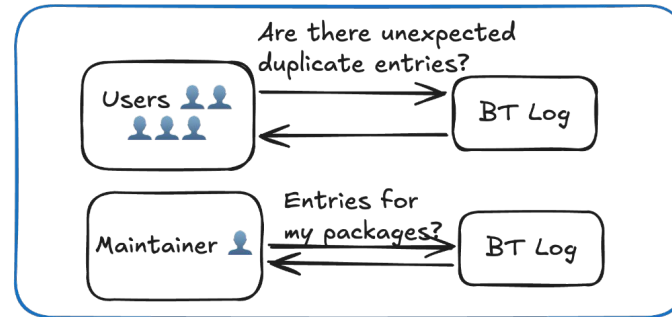 Are there unexpected
duplicate entries?
Users
BT Log
Entries for
my packages?
Maintainer
BT Log